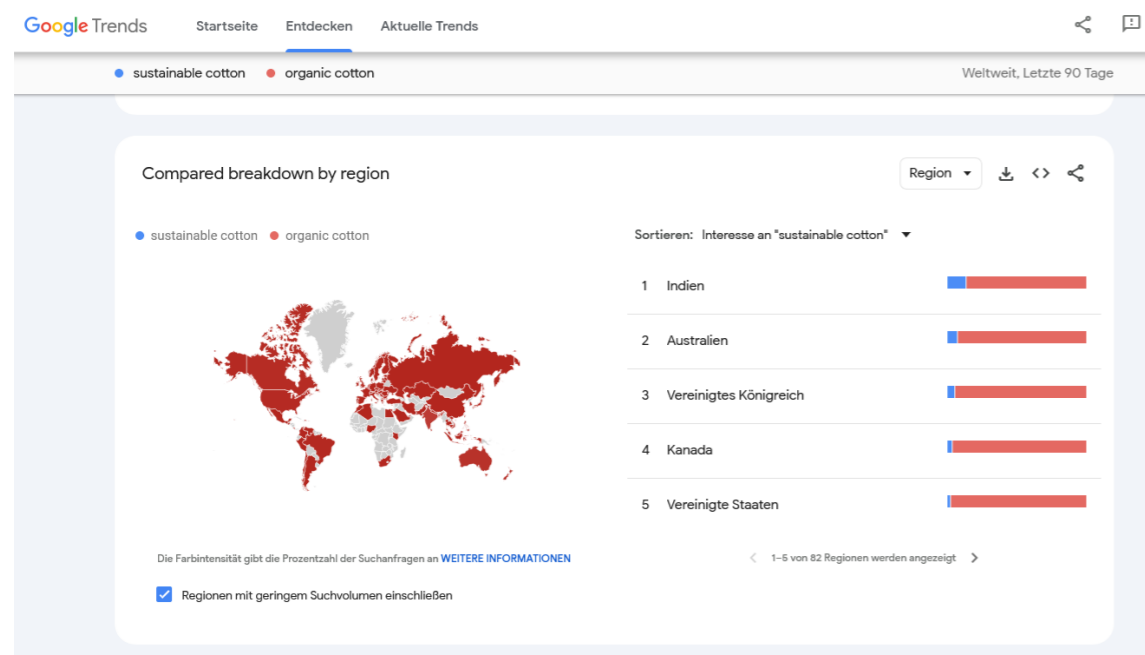 Google Trends
Startseite
Entdecken
Aktuelle Trends
sustainable cotton
organic cotton
Weltweit, Letzte 90 Tage
Compared breakdown by region
Region
sustainable cotton
organic cotton
Sortieren: Interesse an "sustainable cotton"
1 Indien
2 Australien
3 Vereinigtes Königreich
4 Kanada
5 Vereinigte Staaten
Die Farbintensität gibt die Prozentzahl der Suchanfragen an WEITERE INFORMATIONEN
1–5 von 82 Regionen werden angezeigt
Regionen mit geringem Suchvolumen einschließen